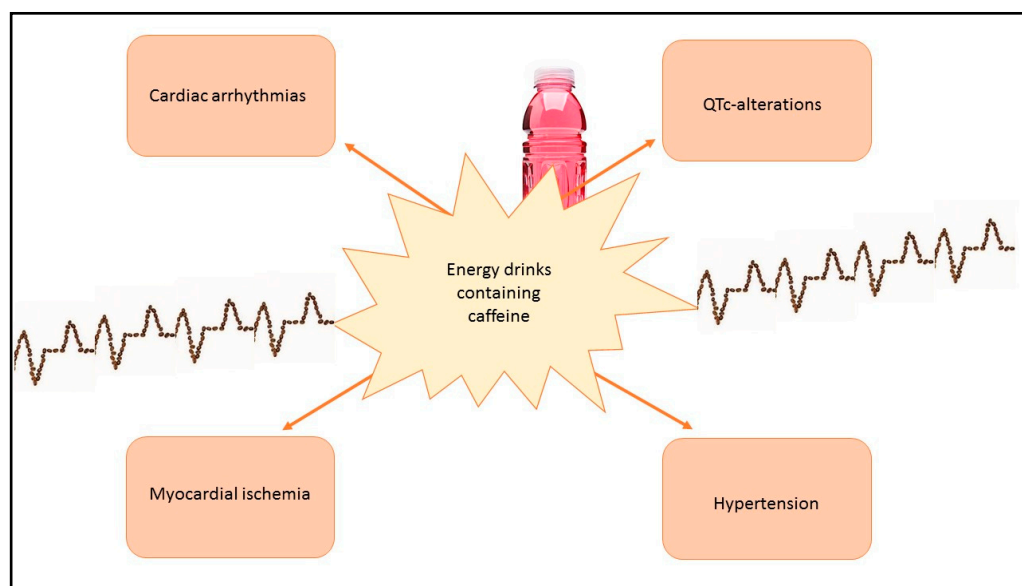 Cardiac arrhythmias
QTc-alterations
Energy drinks
containing
caffeine
Myocardial ischemia
Hypertension